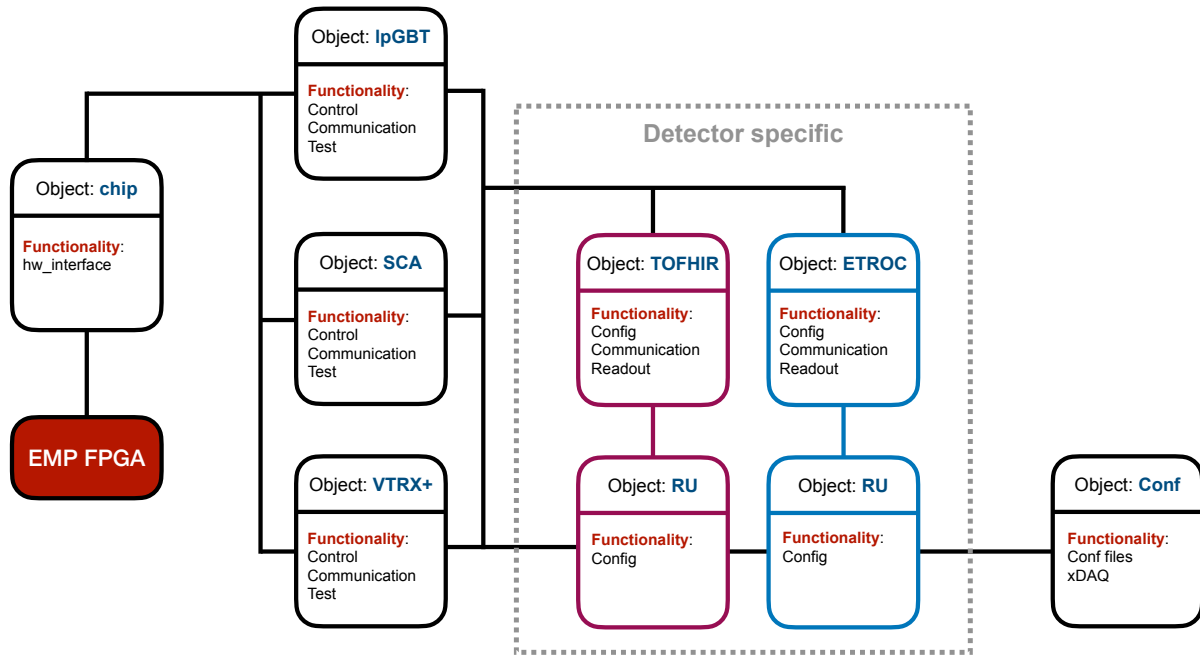 Object: lpGBT
Functionality:
Control
Communication
Test
Detector specific
Object: chip
Functionality:
hw_interface
Object: SCA
Functionality:
Control
Communication
Test
Object: TOFHIR
Functionality:
Config
Communication
Readout
Object: ETROC
Functionality:
Config
Communication
Readout
EMP FPGA
Object: VTRX+
Functionality:
Control
Communication
Test
Object: RU
Functionality:
Config
Object: RU
Functionality:
Config
Object: Conf
Functionality:
Conf files
xDAQ